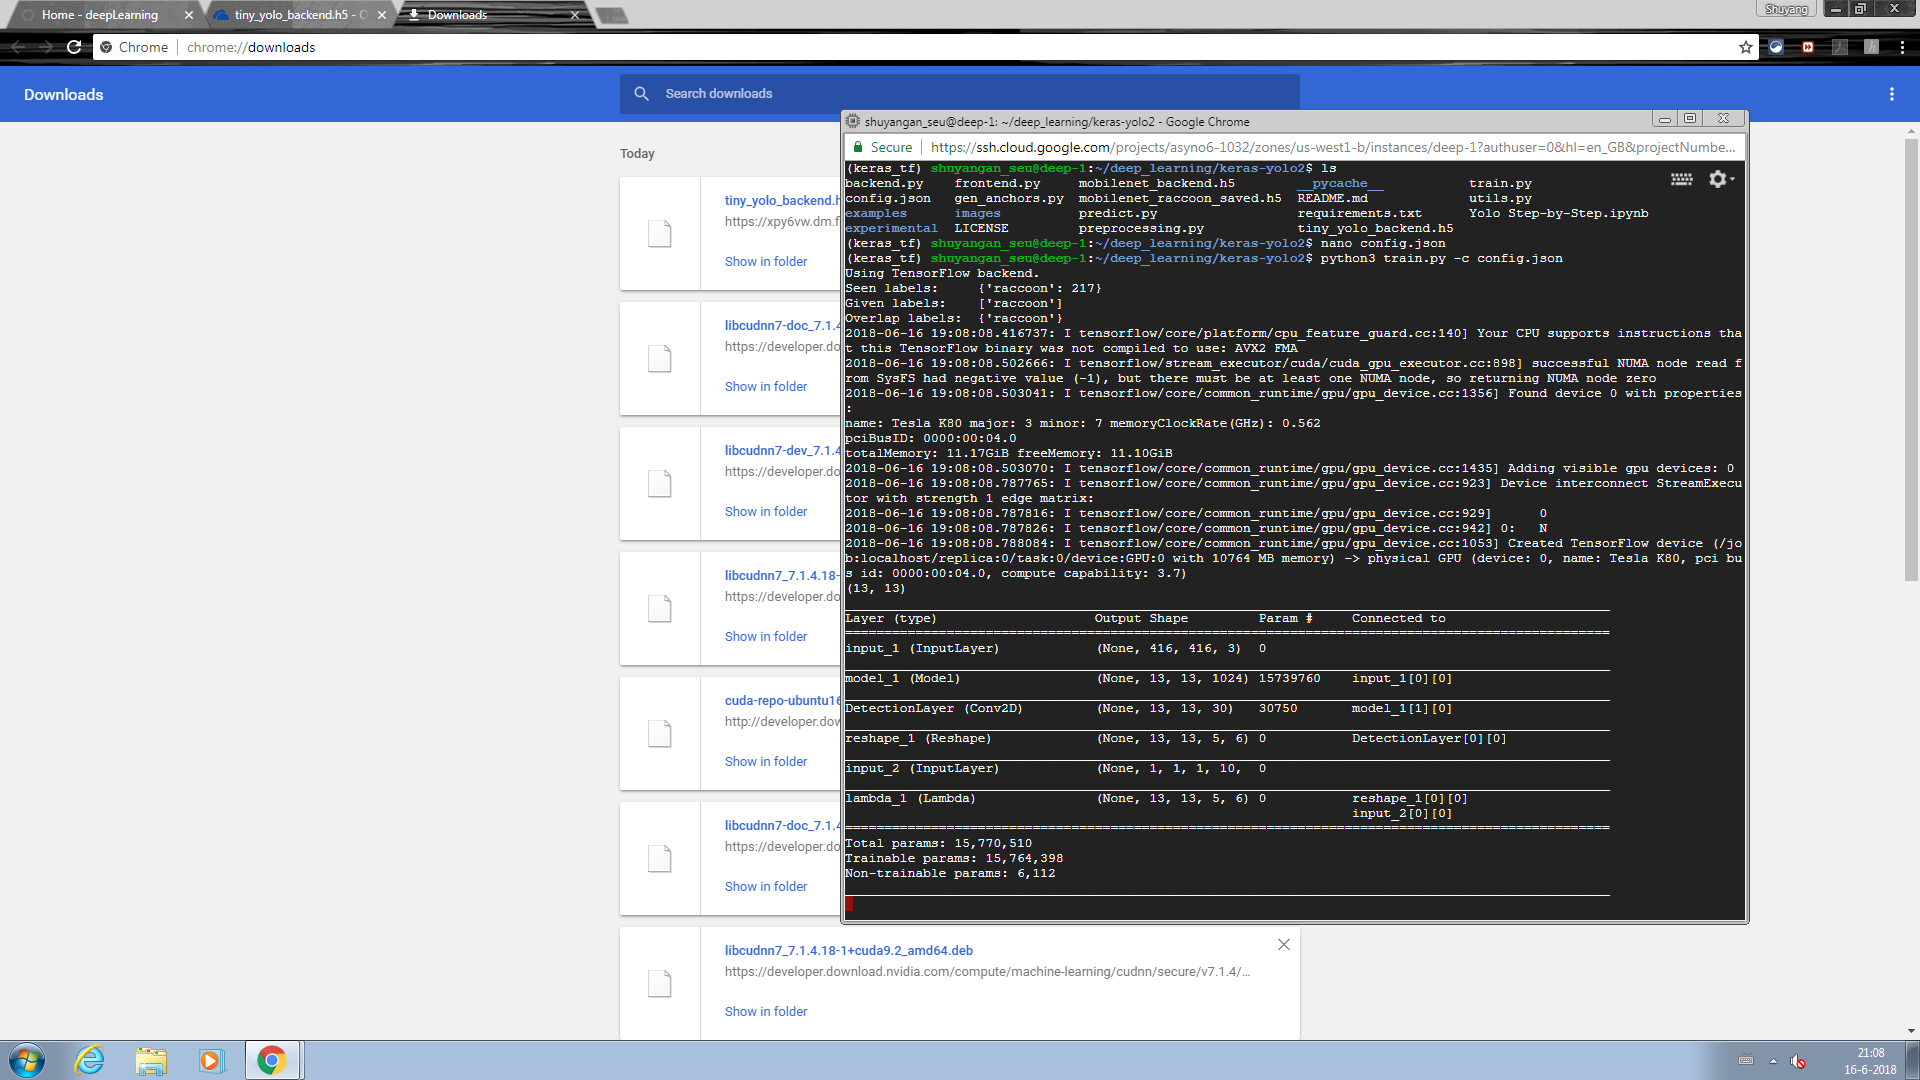 Home - deepLearning
tiny_yolo_backend.h5 - O
Downloads
Shuyang
Chrome
chrome://downloads
Downloads
Search downloads
Today
tiny_yolo_backend.h
https://xpy6vw.dm.f
Show in folder
libcudnn7-doc_7.1.4
https://developer.do
Show in folder
libcudnn7-dev_7.1.4
https://developer.do
Show in folder
libcudnn7_7.1.4.18-
https://developer.do
Show in folder
cuda-repo-ubuntu16
http://developer.dow
Show in folder
libcudnn7-doc_7.1.4
https://developer.do
Show in folder
libcudnn7_7.1.4.18-1+cuda9.2_amd64.deb
https://developer.download.nvidia.com/compute/machine-learning/cudnn/secure/v7.1.4/...
Show in folder
shuyangan_seu@deep-1: ~/deep_learning/keras-yolo2 - Google Chrome
Secure
https://ssh.cloud.google.com/projects/asyno6-1032/zones/us-west1-b/instances/deep-1?authuser=0&hl=en_GB&projectNumbe...
(keras_tf) shuyangan_seu@deep-1:~/deep_learning/keras-yolo2$ ls
backend.py frontend.py mobilenet_backend.h5 __pycache__ train.py
config.json gen_anchors.py mobilenet_raccoon_saved.h5 README.md utils.py
examples images predict.py requirements.txt Yolo Step-by-Step.ipynb
experimental LICENSE preprocessing.py tiny_yolo_backend.h5
(keras_tf) shuyangan_seu@deep-1:~/deep_learning/keras-yolo2$ nano config.json
(keras_tf) shuyangan_seu@deep-1:~/deep_learning/keras-yolo2$ python3 train.py -c config.json
Using TensorFlow backend.
Seen labels: {'raccoon': 217}
Given labels: ['raccoon']
Overlap labels: {'raccoon'}
2018-06-16 19:08:08.416737: I tensorflow/core/platform/cpu_feature_guard.cc:140] Your CPU supports instructions tha
t this TensorFlow binary was not compiled to use: AVX2 FMA
2018-06-16 19:08:08.502666: I tensorflow/stream_executor/cuda/cuda_gpu_executor.cc:898] successful NUMA node read f
rom SysFS had negative value (-1), but there must be at least one NUMA node, so returning NUMA node zero
2018-06-16 19:08:08.503041: I tensorflow/core/common_runtime/gpu/gpu_device.cc:1356] Found device 0 with properties
:
name: Tesla K80 major: 3 minor: 7 memoryClockRate(GHz): 0.562
pciBusID: 0000:00:04.0
totalMemory: 11.17GiB freeMemory: 11.10GiB
2018-06-16 19:08:08.503070: I tensorflow/core/common_runtime/gpu/gpu_device.cc:1435] Adding visible gpu devices: 0
2018-06-16 19:08:08.787765: I tensorflow/core/common_runtime/gpu/gpu_device.cc:923] Device interconnect StreamExecu
tor with strength 1 edge matrix:
2018-06-16 19:08:08.787816: I tensorflow/core/common_runtime/gpu/gpu_device.cc:929] 0
2018-06-16 19:08:08.787826: I tensorflow/core/common_runtime/gpu/gpu_device.cc:942] 0: N
2018-06-16 19:08:08.788084: I tensorflow/core/common_runtime/gpu/gpu_device.cc:1053] Created TensorFlow device (/jo
b:localhost/replica:0/task:0/device:GPU:0 with 10764 MB memory) -> physical GPU (device: 0, name: Tesla K80, pci bu
s id: 0000:00:04.0, compute capability: 3.7)
(13, 13)
Layer (type) Output Shape Param # Connected to
input_1 (InputLayer) (None, 416, 416, 3) 0
model_1 (Model) (None, 13, 13, 1024) 15739760 input_1[0][0]
DetectionLayer (Conv2D) (None, 13, 13, 30) 30750 model_1[1][0]
reshape_1 (Reshape) (None, 13, 13, 5, 6) 0 DetectionLayer[0][0]
input_2 (InputLayer) (None, 1, 1, 1, 10, 0
lambda_1 (Lambda) (None, 13, 13, 5, 6) 0 reshape_1[0][0]
input_2[0][0]
Total params: 15,770,510
Trainable params: 15,764,398
Non-trainable params: 6,112
21:08
16-6-2018